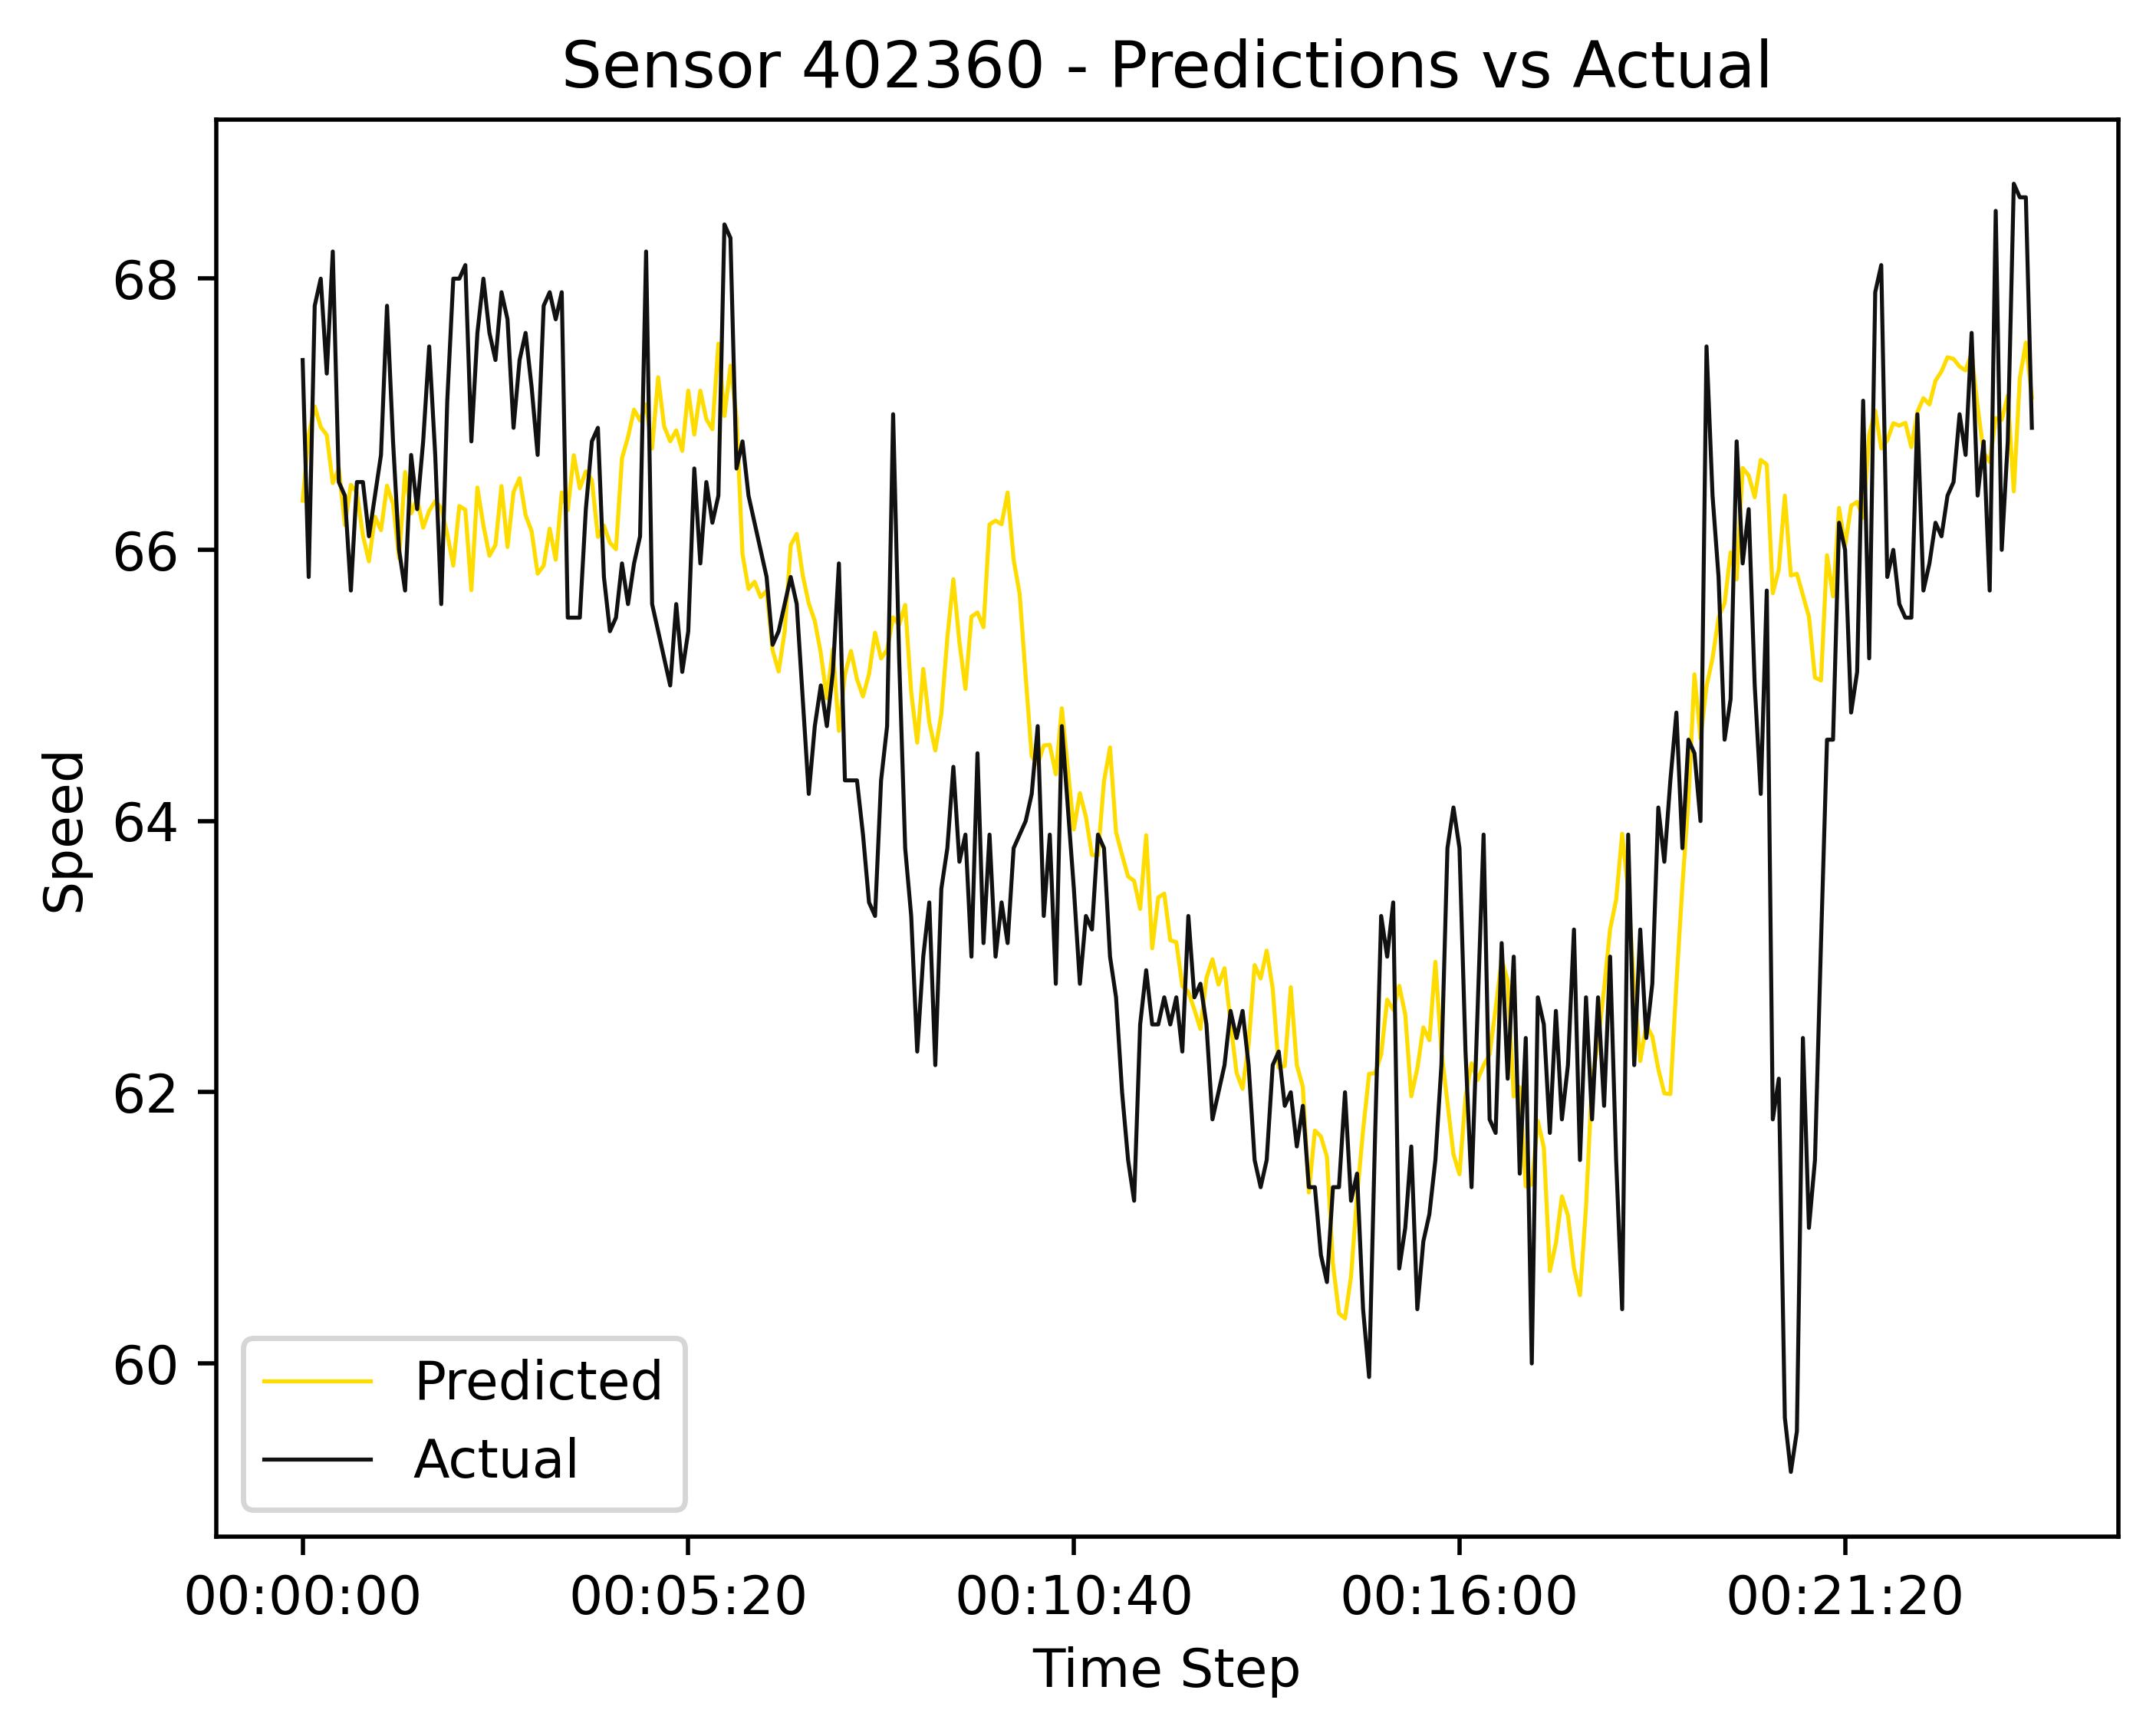 Sensor 402360 - Predictions vs Actual
68
66
64
62
60
Speed
Predicted
Actual
00:00:00 00:05:20 00:10:40 00:16:00 00:21:20
Time Step